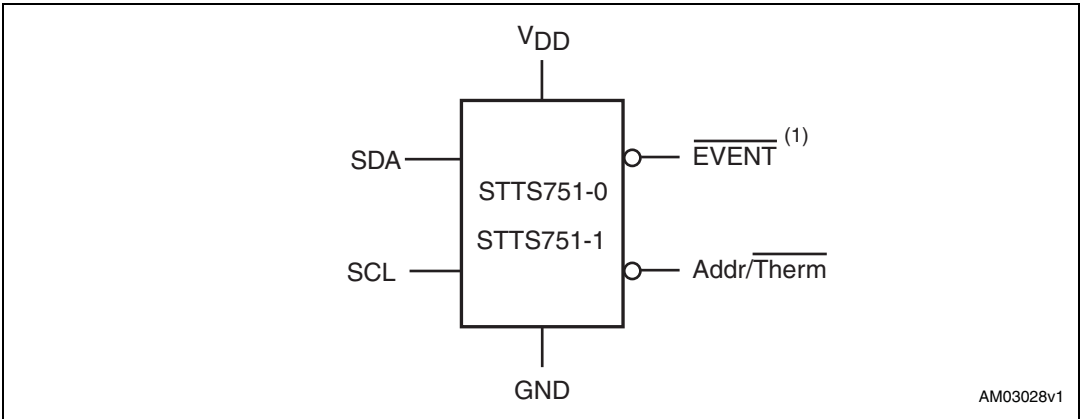 VDD
SDA
EVENT (1)
STTS751-0
STTS751-1
SCL
Addr/Therm
GND
AM03028v1